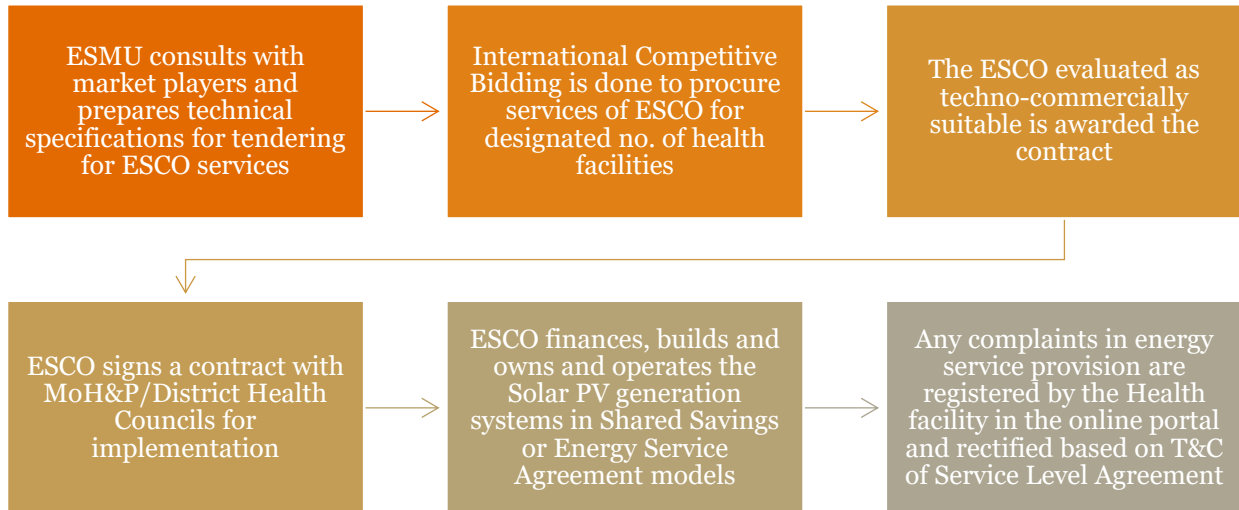 ESMU consults with
market players and
prepares technical
specifications for tendering
for ESCO services
International Competitive
Bidding is done to procure
services of ESCO for
designated no. of health
facilities
The ESCO evaluated as
techno-commercially
suitable is awarded the
contract
ESCO signs a contract with
MoH&P/District Health
Councils for
implementation
ESCO finances, builds and
owns and operates the
Solar PV generation
systems in Shared Savings
or Energy Service
Agreement models
Any complaints in energy
service provision are
registered by the Health
facility in the online portal
and rectified based on T&C
of Service Level Agreement